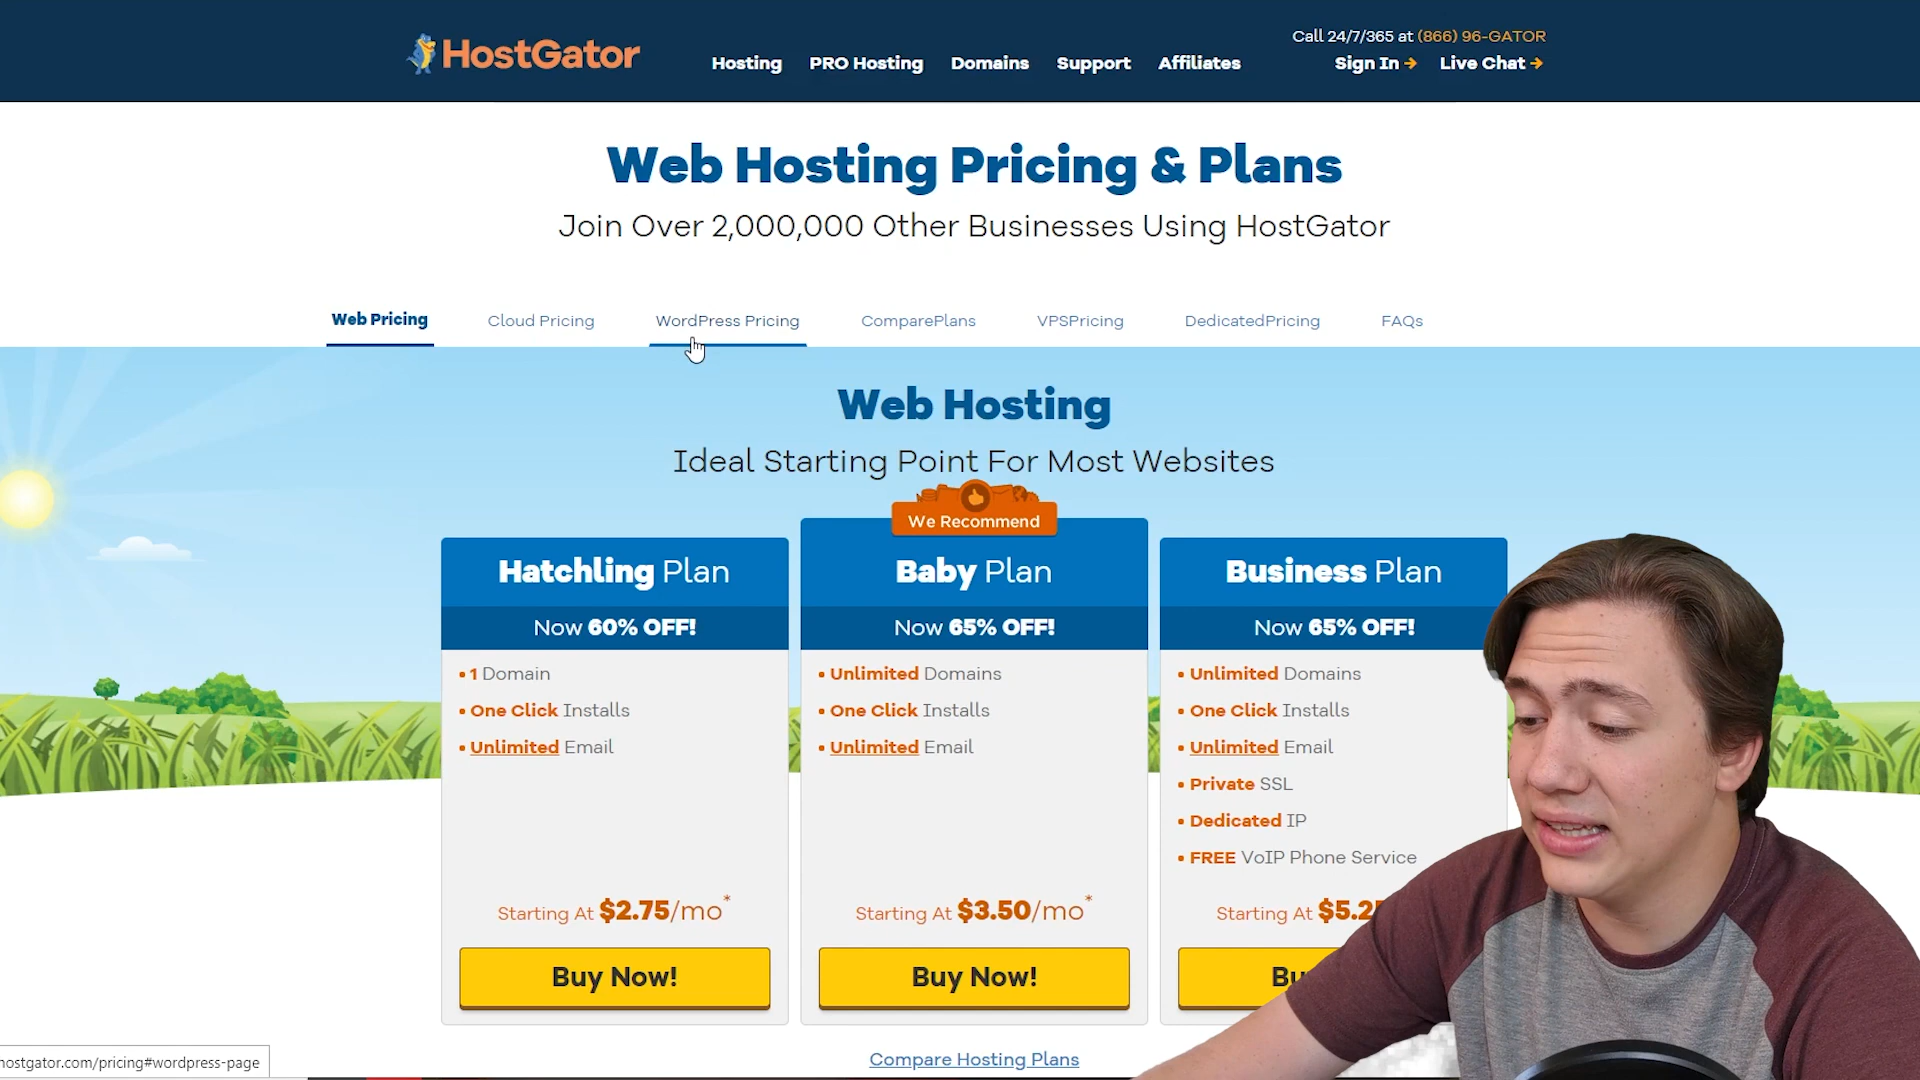 HostGator
Hosting PRO Hosting Domains Support Affiliates
Call 24/7/365 at (866) 96-GATOR
Sign In Live Chat
Web Hosting Pricing & Plans
Join Over 2,000,000 Other Businesses Using HostGator
Web Pricing Cloud Pricing WordPress Pricing ComparePlans VPSPricing DedicatedPricing FAQs
Web Hosting
Ideal Starting Point For Most Websites
Hatchling Plan
Now 60% OFF!
• 1 Domain
• One Click Installs
• Unlimited Email
Starting At $2.75/mo*
Buy Now!
We Recommend
Baby Plan
Now 65% OFF!
• Unlimited Domains
• One Click Installs
• Unlimited Email
Starting At $3.50/mo*
Buy Now!
Business Plan
Now 65% OFF!
• Unlimited Domains
• One Click Installs
• Unlimited Email
• Private SSL
• Dedicated IP
• FREE VoIP Phone Service
Starting At
Compare Hosting Plans
hostgator.com/pricing#wordpress-page